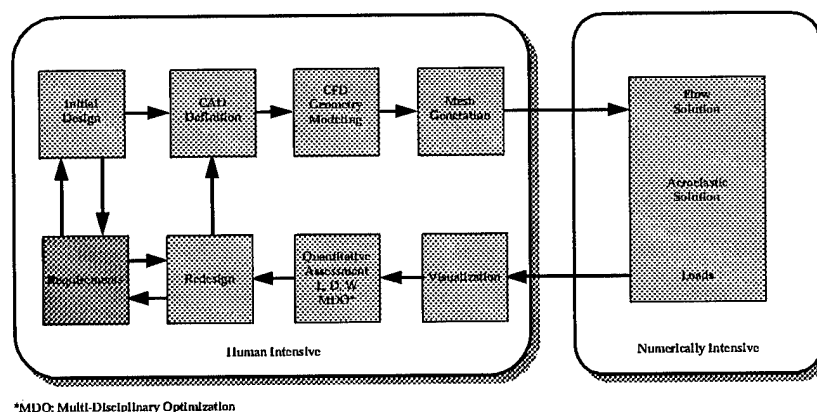 Initial
Design
CAD
Definition
CFD
Geometry
Modeling
Mesh
Generation
Flow
Solution
Aeroelastic
Solution
Loads
Requirements
Redesign
Quantitative
Assessment
L, D, W
MDO*
Visualization
Human Intensive
Numerically Intensive
*MDO: Multi-Disciplinary Optimization